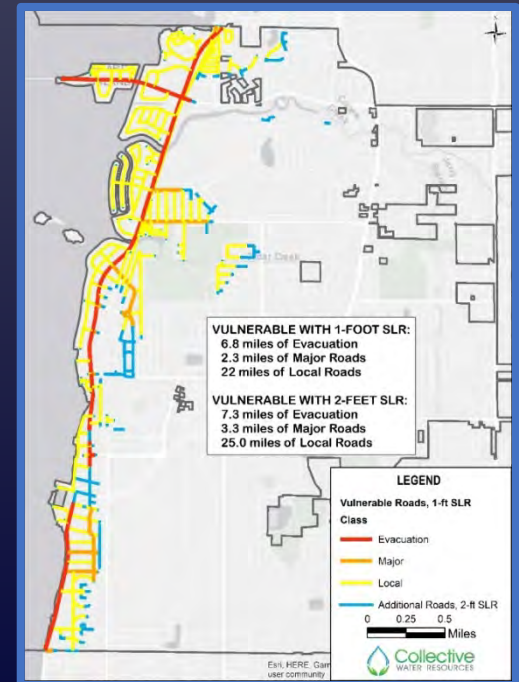 VULNERABLE WITH 1-FOOT SLR:
6.8 miles of Evacuation
2.3 miles of Major Roads
22 miles of Local Roads
VULNERABLE WITH 2-FEET SLR:
7.3 miles of Evacuation
3.3 miles of Major Roads
25.0 miles of Local Roads
LEGEND
Vulnerable Roads, 1-ft SLR
Class
Evacuation
Major
Local
Additional Roads, 2-ft SLR
0 0.25 0.5
Miles
Collective
WATER RESOURCES
Esri, HERE, Garm
user community